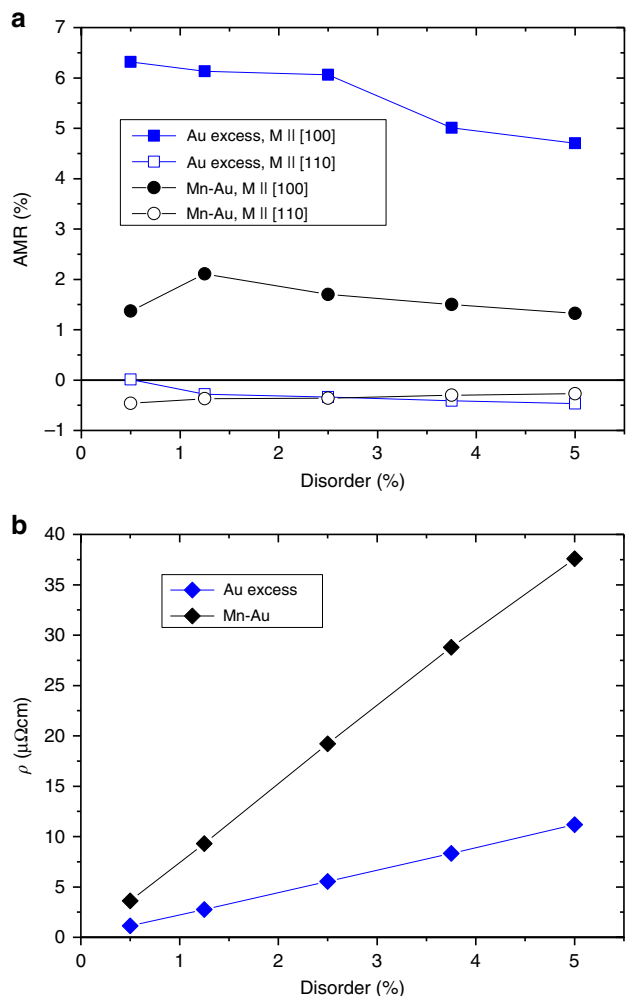 a
7
6
5
4
3
2
1
0
–1
AMR (%)
Au excess, M || [100]
Au excess, M || [110]
Mn-Au, M || [100]
Mn-Au, M || [110]
0 1 2 3 4 5
Disorder (%)
b
40
35
30
25
20
15
10
5
0
ρ (μΩcm)
Au excess
Mn-Au
0 1 2 3 4 5
Disorder (%)